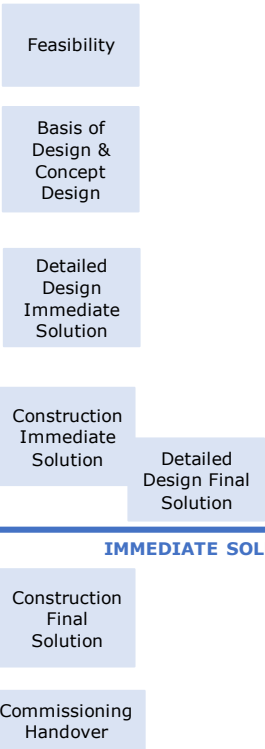 Feasibility
Basis of
Design &
Concept
Design
Detailed
Design
Immediate
Solution
Construction
Immediate
Solution
Detailed
Design Final
Solution
IMMEDIATE SOL
Construction
Final
Solution
Commissioning
Handover